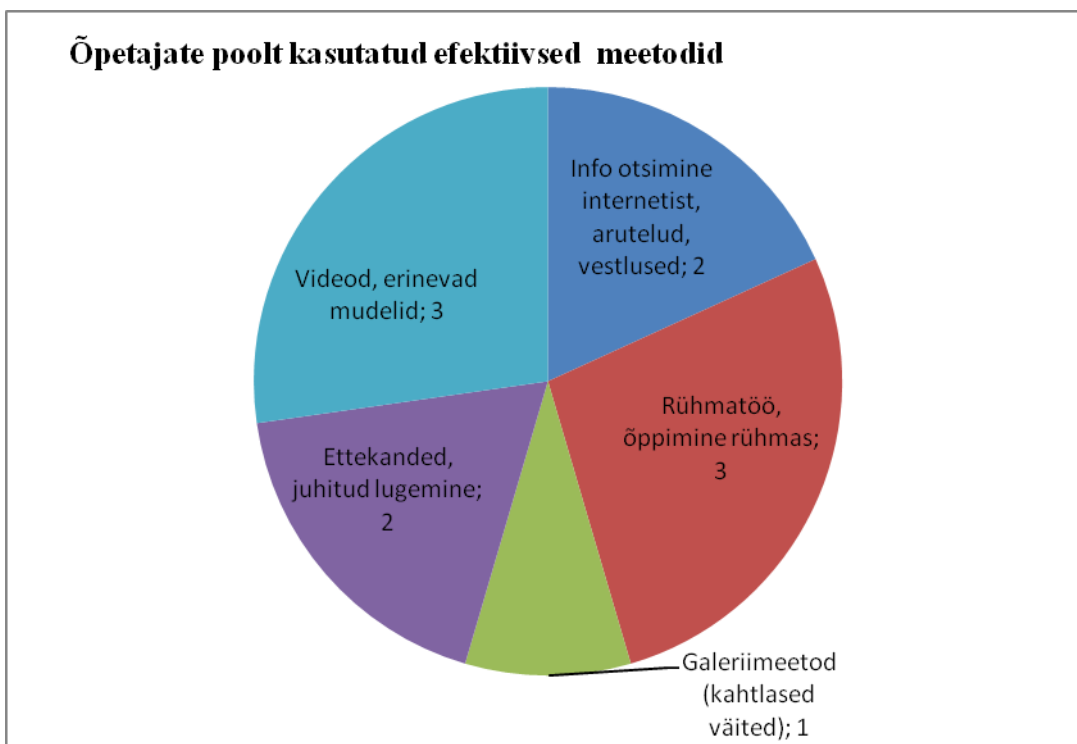 Õpetajate poolt kasutatud efektiivsed meetodid
Info otsimine
internetist,
arutelud,
vestlused; 2
Rühmatöö,
õppimine rühmas;
3
Galeriimeetod
(kahtlased
väited); 1
Ettekanded,
juhitud lugemine;
2
Videod, erinevad
mudelid; 3